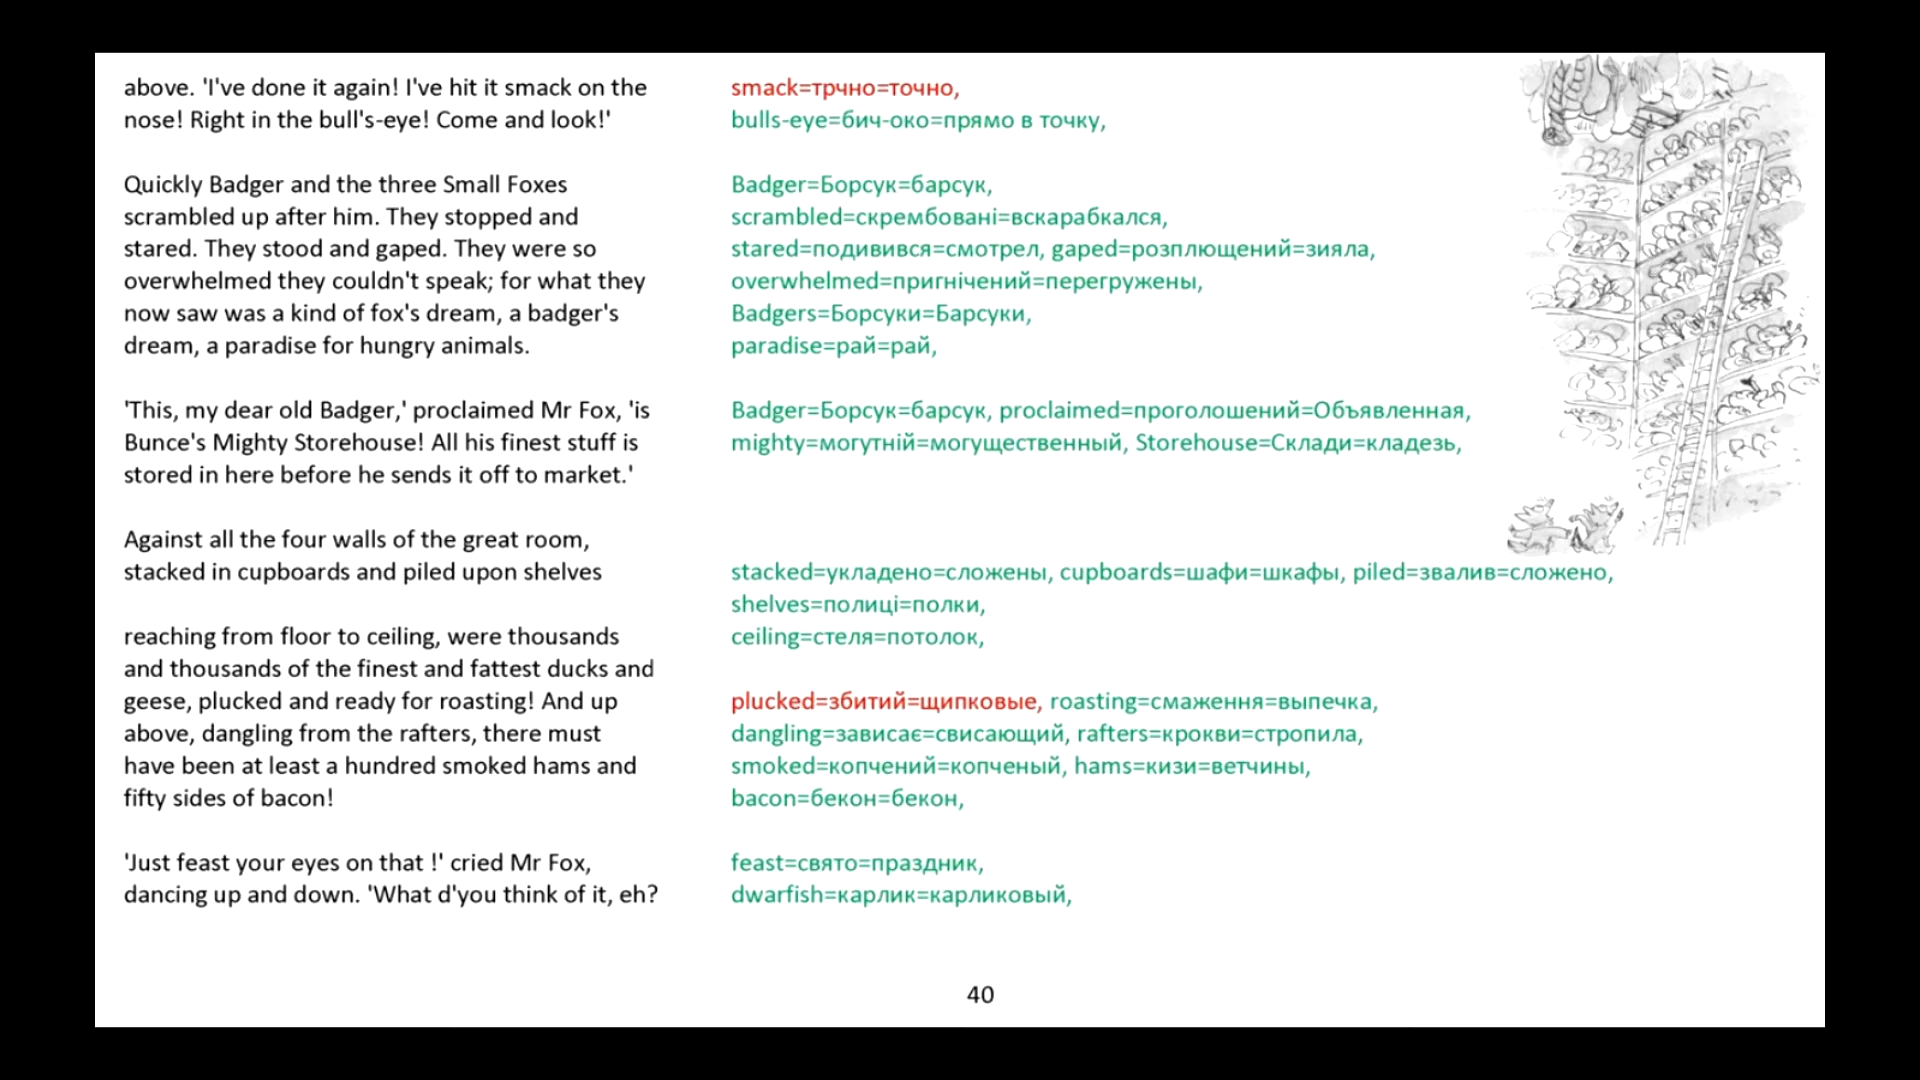 above. 'I've done it again! I've hit it smack on the
smack=трчно=точно,
nose! Right in the bull's-eye! Come and look!'
bulls-eye=бич-око=прямо в точку,
Quickly Badger and the three Small Foxes
Badger=Борсук=барсук,
scrambled up after him. They stopped and
scrambled=скрембовані=вскарабкался,
stared. They stood and gaped. They were so
stared=подивився=смотрел, gaped=розплющений=зияла,
overwhelmed they couldn't speak; for what they
overwhelmed=пригнічений=перегружены,
now saw was a kind of fox's dream, a badger's
Badgers=Борсуки=Барсуки,
dream, a paradise for hungry animals.
paradise=рай=рай,
'This, my dear old Badger,' proclaimed Mr Fox, 'is
Badger=Борсук=барсук, proclaimed=проголошений=Объявленная,
Bunce's Mighty Storehouse! All his finest stuff is
mighty=могутній=могущественный, Storehouse=Склади=кладезь,
stored in here before he sends it off to market.'
Against all the four walls of the great room,
stacked in cupboards and piled upon shelves
stacked=укладено=сложены, cupboards=шафи=шкафы, piled=звалив=сложено,
shelves=полиці=полки,
reaching from floor to ceiling, were thousands
ceiling=стеля=потолок,
and thousands of the finest and fattest ducks and
geese, plucked and ready for roasting! And up
plucked=збитий=щипковые, roasting=смаження=выпечка,
above, dangling from the rafters, there must
dangling=зависає=свисающий, rafters=крокви=стропила,
have been at least a hundred smoked hams and
smoked=копчений=копченый, hams=кизи=ветчины,
fifty sides of bacon!
bacon=бекон=бекон,
'Just feast your eyes on that !' cried Mr Fox,
feast=свято=праздник,
dancing up and down. 'What d'you think of it, eh?
dwarfish=карлик=карликовый,
40